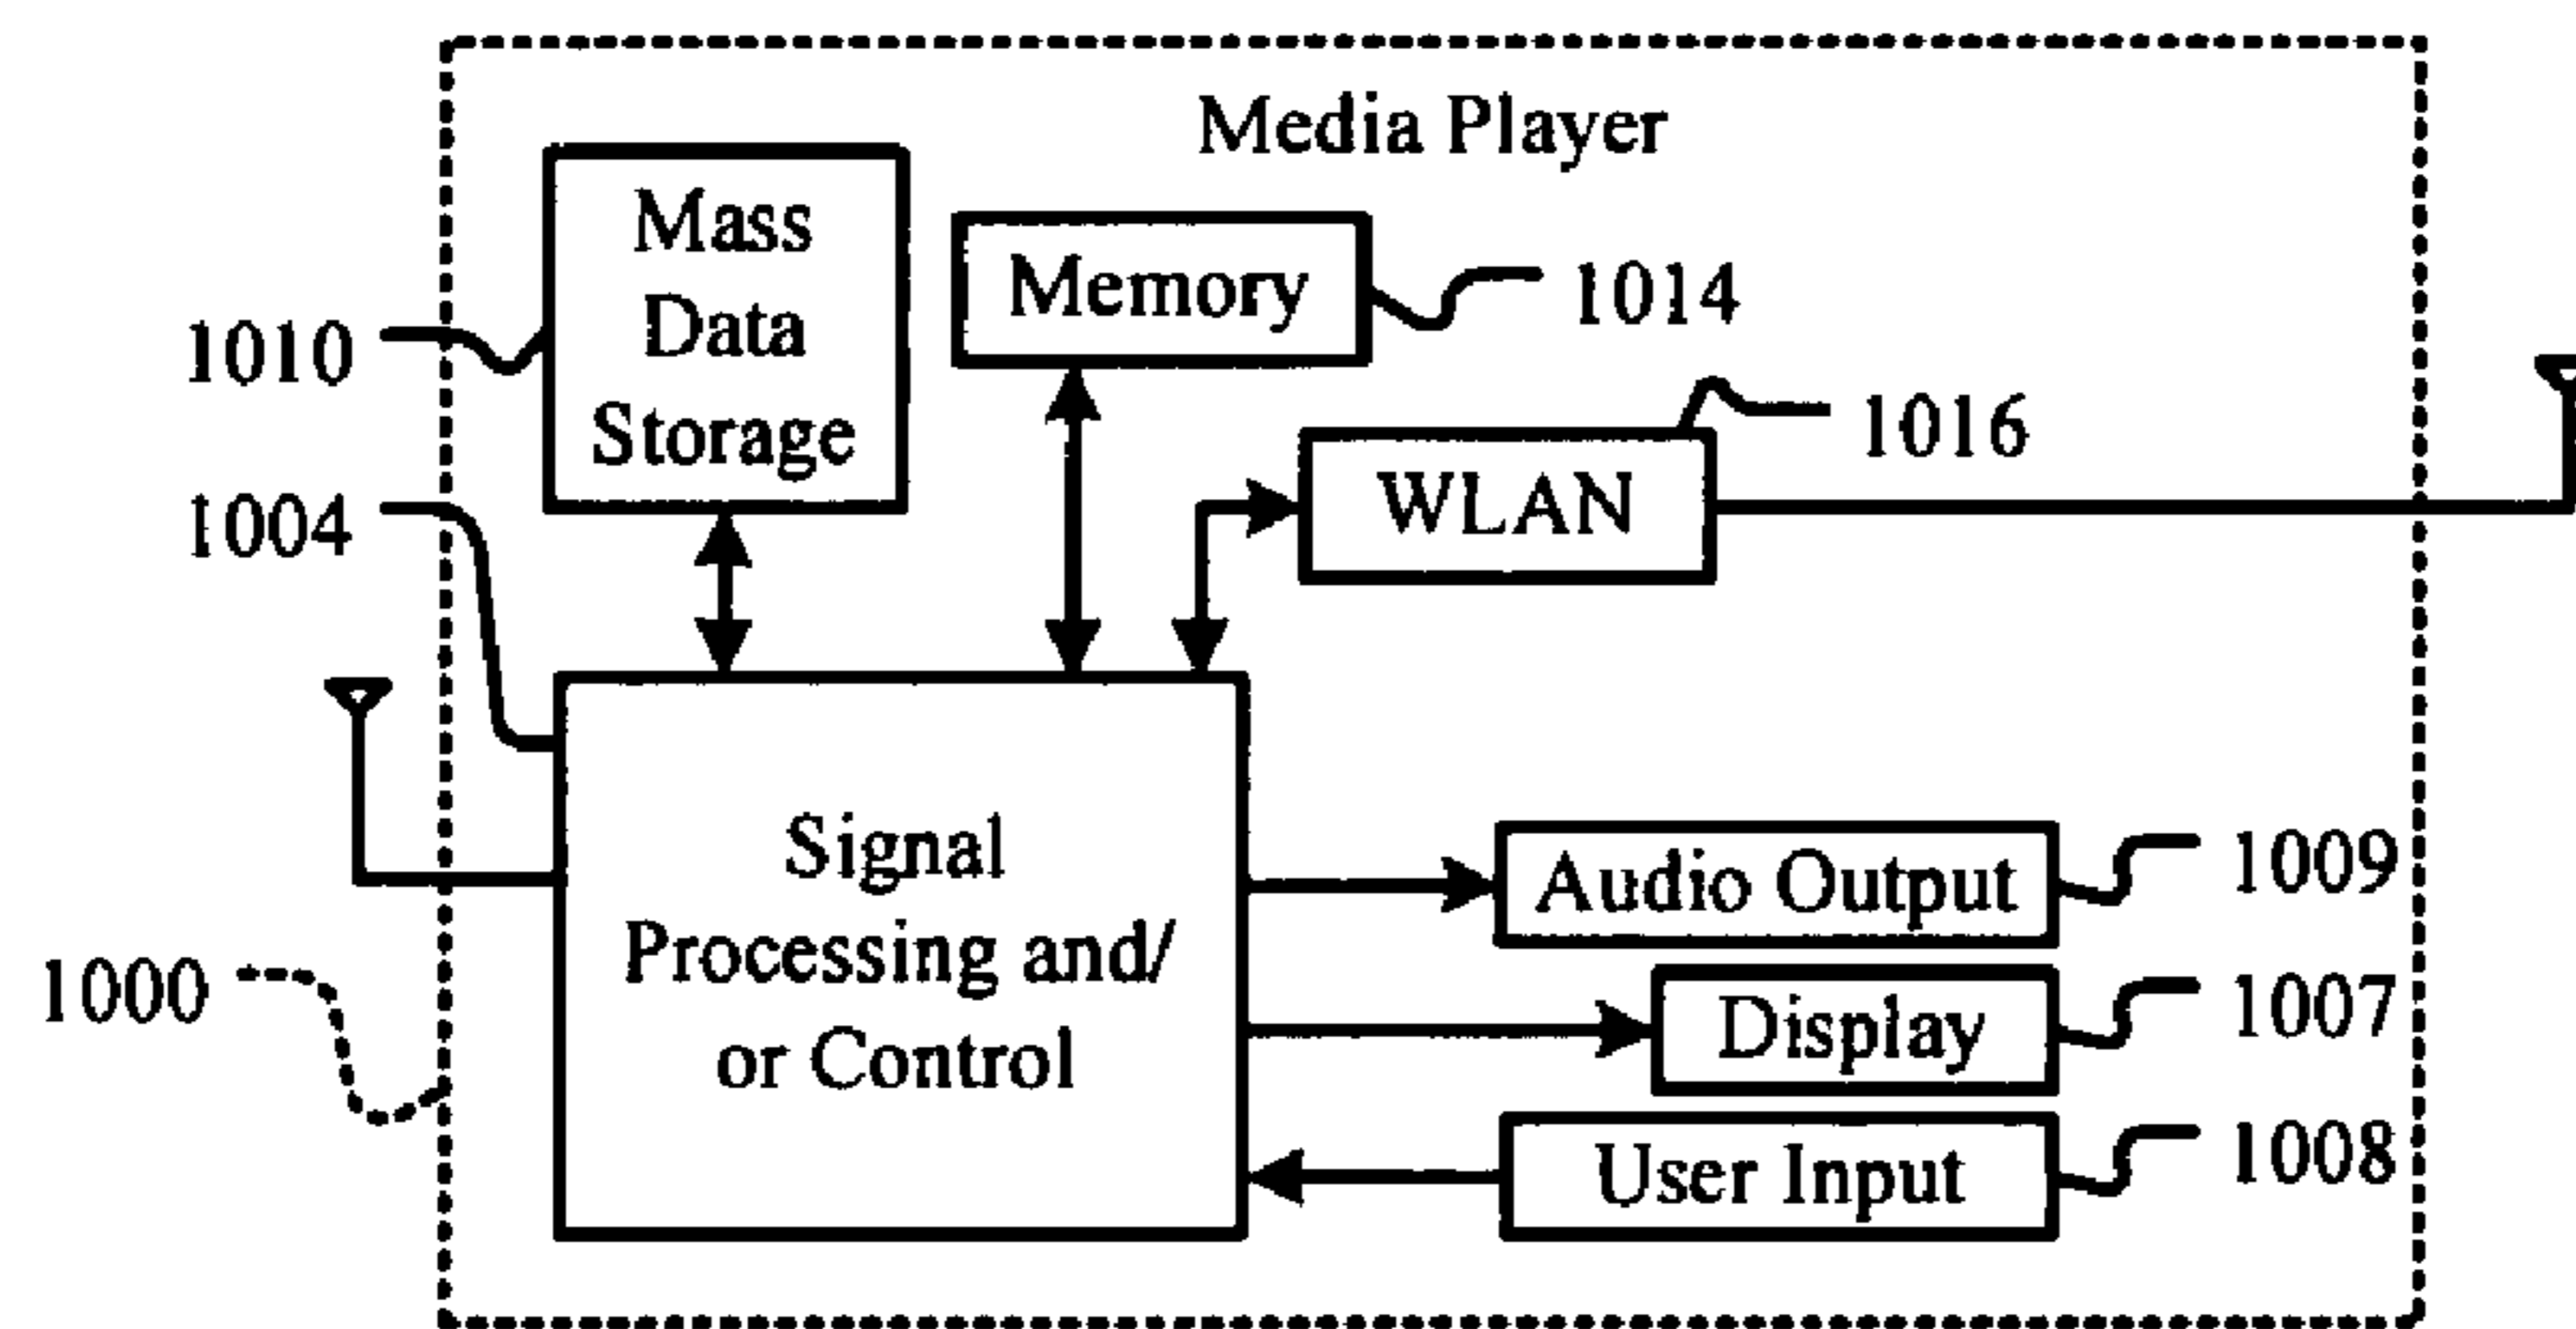 Media Player
Mass
Data
Storage
Memory
1014
1010
1016
WLAN
1004
Signal
Processing and/
or Control
Audio Output
1009
1000
Display
1007
User Input
1008